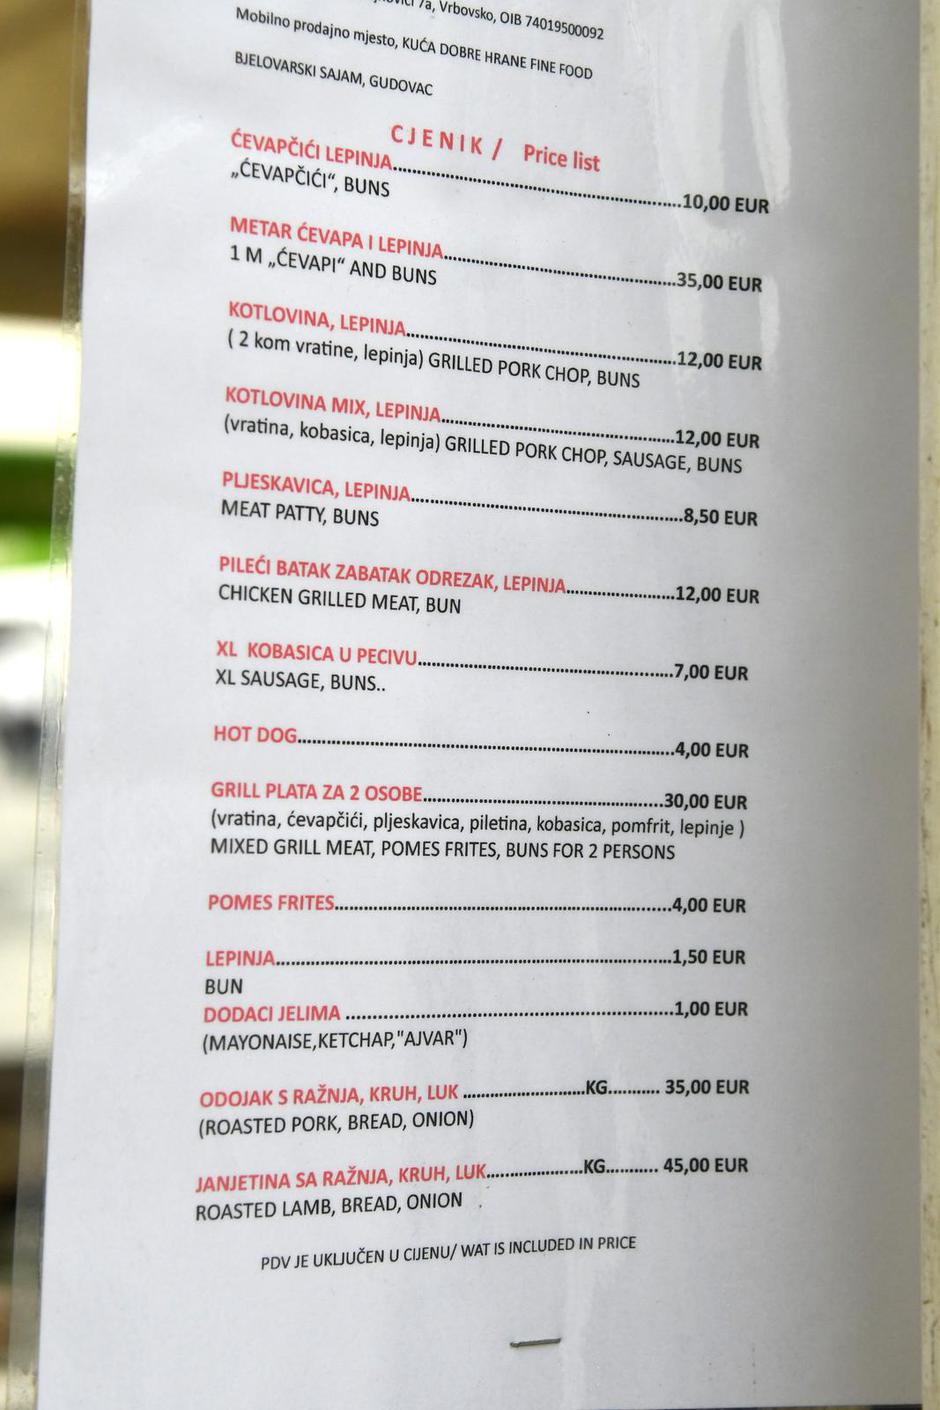 7a, Vrbovsko, OIB 74019500092
Mobilno prodajno mjesto, KUĆA DOBRE HRANE FINE FOOD
BJELOVARSKI SAJAM, GUDOVAC
CJENIK / Price list
ĆEVAPČIĆI LEPINJA..........10,00 EUR
„ĆEVAPČIĆI“, BUNS
METAR ĆEVAPA I LEPINJA..........35,00 EUR
1 M „ĆEVAPI“ AND BUNS
KOTLOVINA, LEPINJA..........12,00 EUR
( 2 kom vratine, lepinja) GRILLED PORK CHOP, BUNS
KOTLOVINA MIX, LEPINJA..........12,00 EUR
(vratina, kobasica, lepinja) GRILLED PORK CHOP, SAUSAGE, BUNS
PLJESKAVICA, LEPINJA..........8,50 EUR
MEAT PATTY, BUNS
PILEĆI BATAK ZABATAK ODREZAK, LEPINJA..........12,00 EUR
CHICKEN GRILLED MEAT, BUN
XL KOBASICA U PECIVU..........7,00 EUR
XL SAUSAGE, BUNS..
HOT DOG..........4,00 EUR
GRILL PLATA ZA 2 OSOBE..........30,00 EUR
(vratina, ćevapčići, pljeskavica, piletina, kobasica, pomfrit, lepinje )
MIXED GRILL MEAT, POMES FRITES, BUNS FOR 2 PERSONS
POMES FRITES..........4,00 EUR
LEPINJA..........1,50 EUR
BUN
DODACI JELIMA ..........1,00 EUR
(MAYONAISE,KETCHAP,"AJVAR")
ODOJAK S RAŽNJA, KRUH, LUK ..........KG.......... 35,00 EUR
(ROASTED PORK, BREAD, ONION)
JANJETINA SA RAŽNJA, KRUH, LUK..........KG.......... 45,00 EUR
ROASTED LAMB, BREAD, ONION
PDV JE UKLJUČEN U CIJENU/ WAT IS INCLUDED IN PRICE